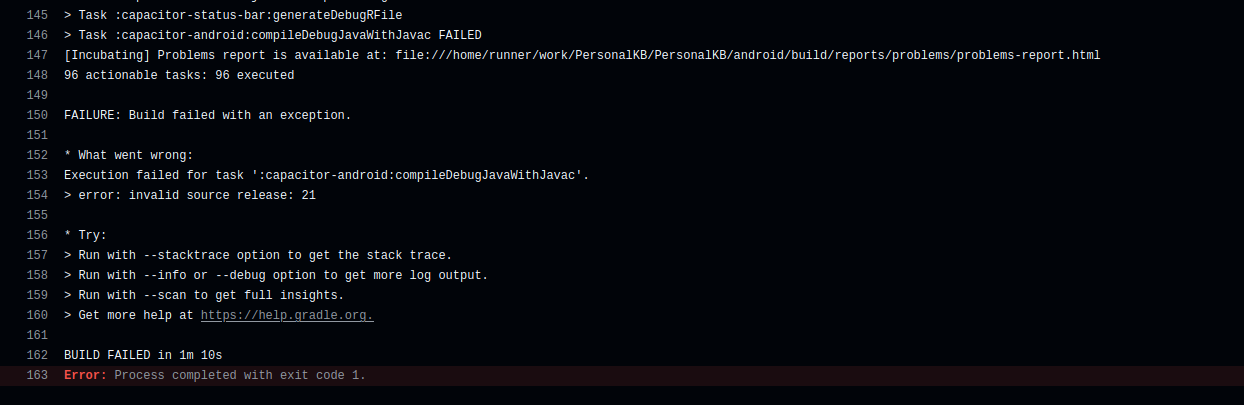 145 > Task :capacitor-status-bar:generateDebugRFile
146 > Task :capacitor-android:compileDebugJavaWithJavac FAILED
147 [Incubating] Problems report is available at: file:///home/runner/work/PersonalKB/PersonalKB/android/build/reports/problems/problems-report.html
148 96 actionable tasks: 96 executed
149
150 FAILURE: Build failed with an exception.
151
152 * What went wrong:
153 Execution failed for task ':capacitor-android:compileDebugJavaWithJavac'.
154 > error: invalid source release: 21
155
156 * Try:
157 > Run with --stacktrace option to get the stack trace.
158 > Run with --info or --debug option to get more log output.
159 > Run with --scan to get full insights.
160 > Get more help at https://help.gradle.org.
161
162 BUILD FAILED in 1m 10s
163 Error: Process completed with exit code 1.